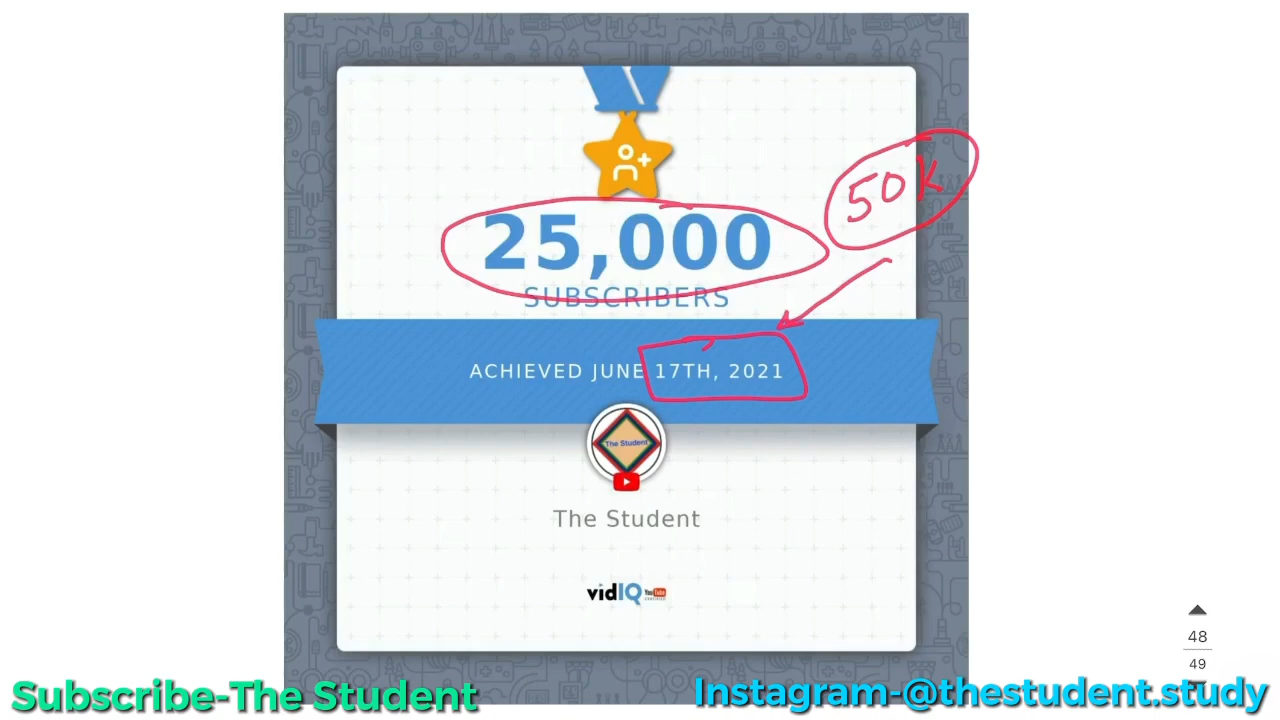 50K
25,000
SUBSCRIBERS
ACHIEVED JUNE 17TH, 2021
The Student
The Student
vidIQ YouTube
48
49
Subscribe-The Student
Instagram-@thestudent.study